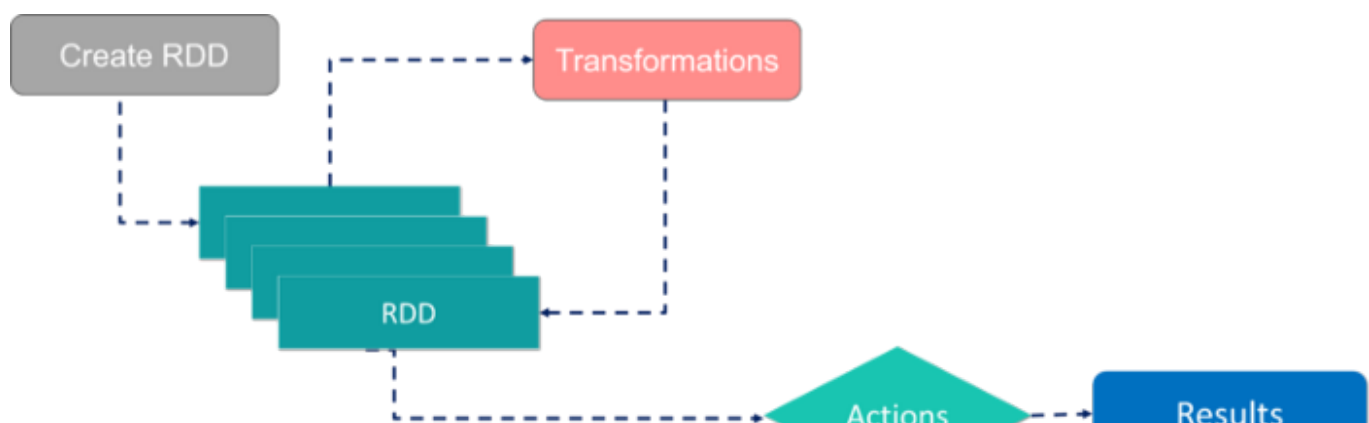 Create RDD
Transformations
RDD
Actions
Results